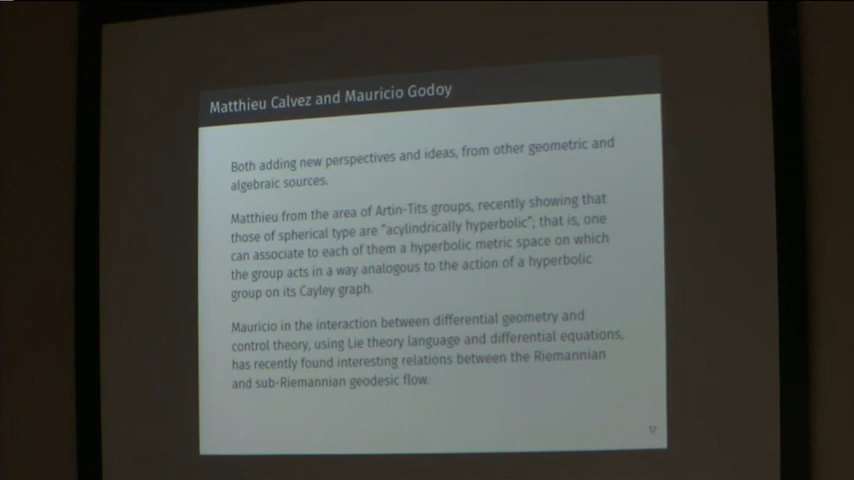 Matthieu Calvez and Mauricio Godoy
Both adding new perspectives and ideas, from other geometric and
algebraic sources.
Matthieu from the area of Artin-Tits groups, recently showing that
those of spherical type are “acylindrically hyperbolic”; that is, one
can associate to each of them a hyperbolic metric space on which
the group acts in a way analogous to the action of a hyperbolic
group on its Cayley graph.
Mauricio in the interaction between differential geometry and
control theory, using Lie theory language and differential equations,
has recently found interesting relations between the Riemannian
and sub-Riemannian geodesic flow.
17